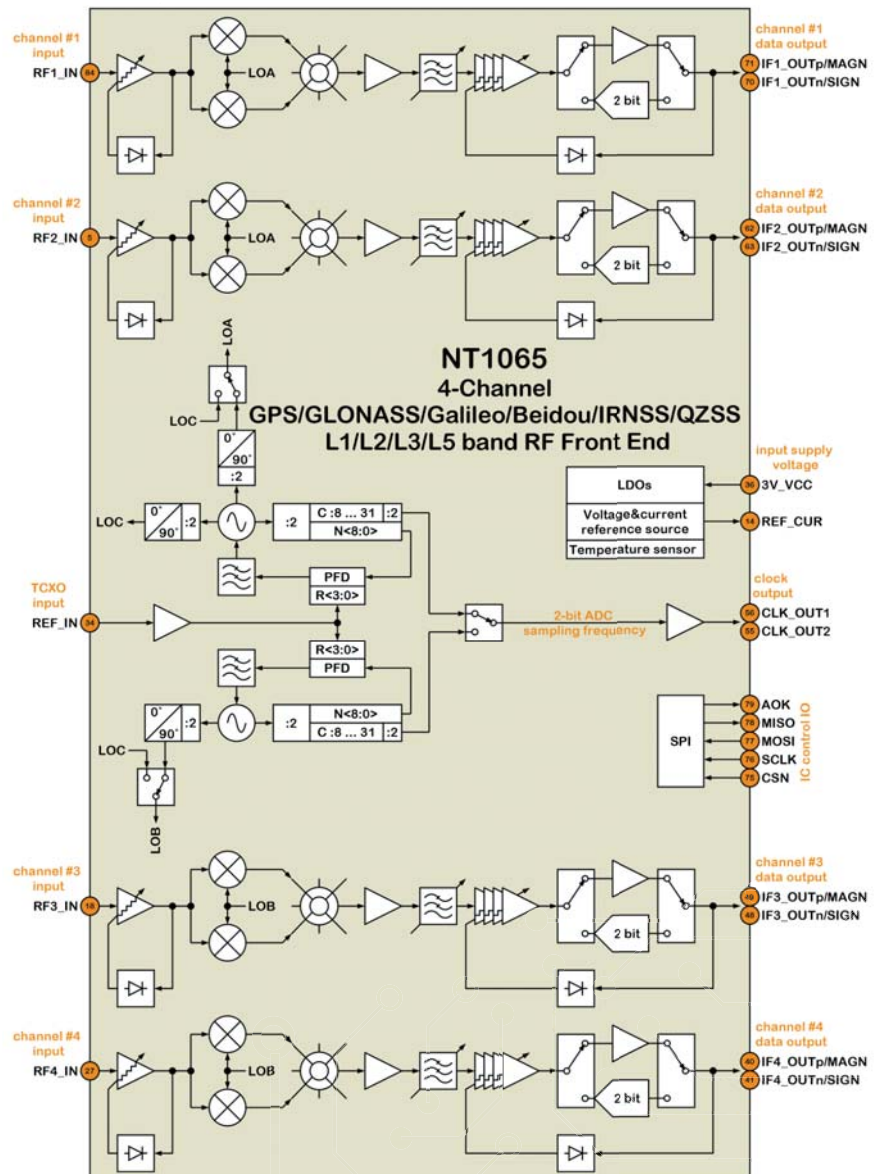 channel #1
input
RF1_IN
84
LOA
2 bit
channel #1
data output
71
IF1_OUTp/MAGN
70
IF1_OUTn/SIGN
channel #2
input
RF2_IN
5
LOA
2 bit
channel #2
data output
62
IF2_OUTp/MAGN
63
IF2_OUTn/SIGN
NT1065
4-Channel
GPS/GLONASS/Galileo/Beidou/IRNSS/QZSS
L1/L2/L3/L5 band RF Front End
LOA
LOC
0°
90°
:2
LOC
0°
90°
:2
:2
C :8 ... 31
:2
N<8:0>
PFD
R<3:0>
TCXO
input
REF_IN
34
R<3:0>
PFD
0°
90°
:2
:2
N<8:0>
C :8 ... 31
:2
LOC
LOB
2-bit ADC
sampling frequency
LDOs
Voltage&current
reference source
Temperature sensor
input supply
voltage
36
3V_VCC
14
REF_CUR
clock
output
56
CLK_OUT1
55
CLK_OUT2
SPI
79
AOK
78
MISO
77
MOSI
76
SCLK
75
CSN
IC control IO
channel #3
input
RF3_IN
18
LOB
2 bit
channel #3
data output
49
IF3_OUTp/MAGN
48
IF3_OUTn/SIGN
channel #4
input
RF4_IN
27
LOB
2 bit
channel #4
data output
40
IF4_OUTp/MAGN
41
IF4_OUTn/SIGN